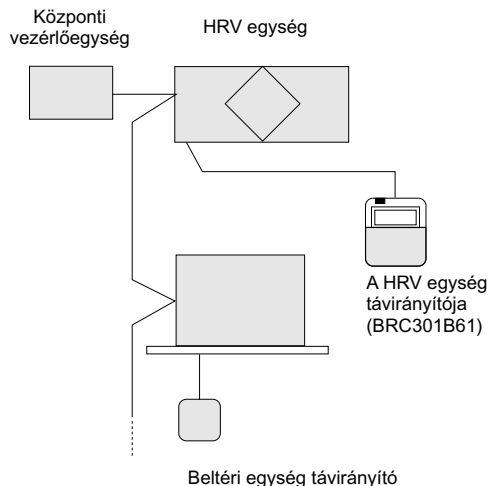 Központi
vezérlőegység
HRV egység
A HRV egység
távirányítója
(BRC301B61)
Beltéri egység távirányító